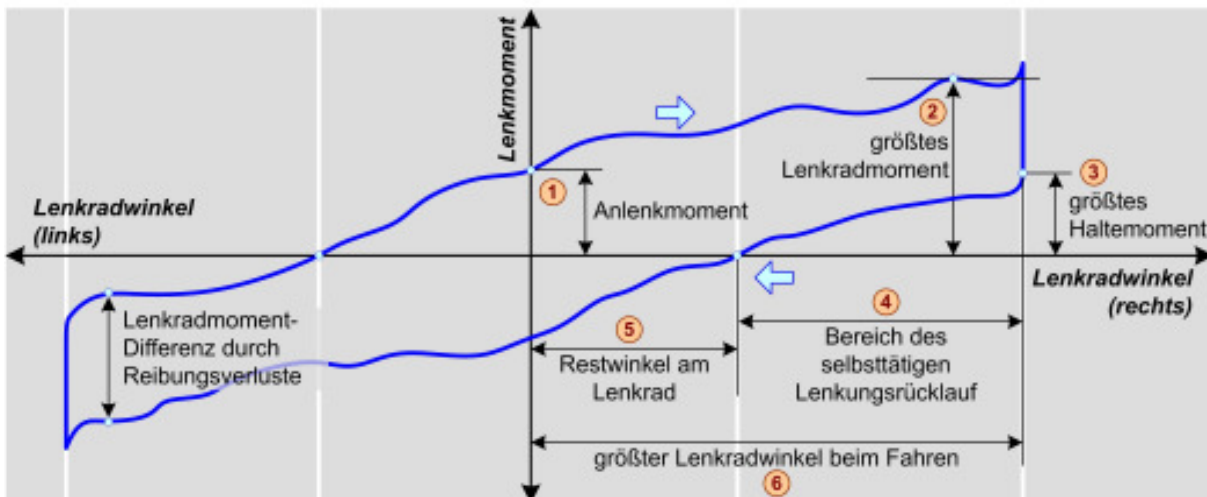 Lenkmoment
2
größtes
Lenkradmoment
1
Anlenkmoment
3
größtes
Haltemoment
Lenkradwinkel
(links)
Lenkradwinkel
(rechts)
Lenkradmoment-
Differenz durch
Reibungsverluste
5
Restwinkel am
Lenkrad
4
Bereich des
selbsttätigen
Lenkungsrücklauf
größter Lenkradwinkel beim Fahren
6